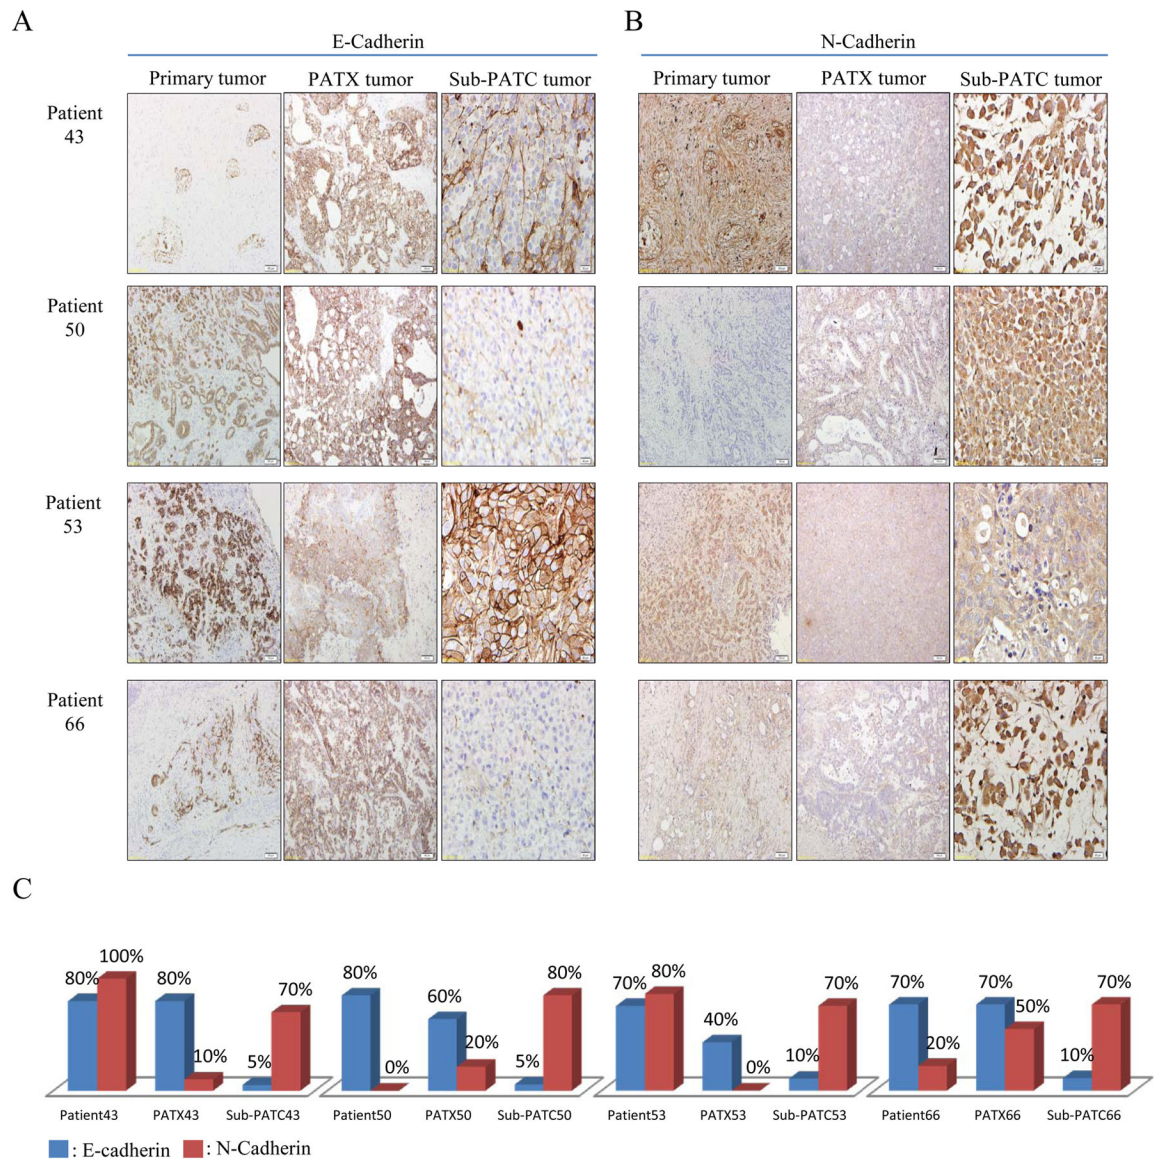 A
B
E-Cadherin
N-Cadherin
Primary tumor PATX tumor Sub-PATC tumor
Primary tumor PATX tumor Sub-PATC tumor
Patient
43
Patient
50
Patient
53
Patient
66
C
80% 100% 80% 10% 5% 70%
80% 0% 60% 20% 5% 80%
70% 80% 40% 0% 10% 70%
70% 20% 70% 50% 10% 70%
Patient43 PATX43 Sub-PATC43 Patient50 PATX50 Sub-PATC50 Patient53 PATX53 Sub-PATC53 Patient66 PATX66 Sub-PATC66
: E-cadherin : N-Cadherin